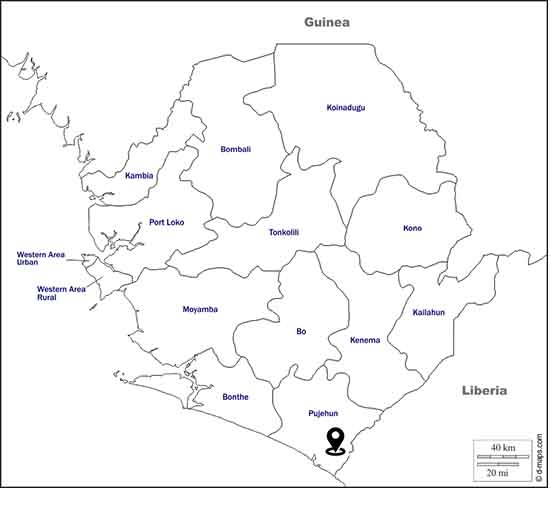 Guinea
Koinadugu
Bombali
Kambia
Port Loko
Tonkolili
Kono
Western Area
Urban
Western Area
Rural
Moyamba
Bo
Kenema
Kailahun
Bonthe
Pujehun
Liberia
40 km
20 mi
© d-maps.com